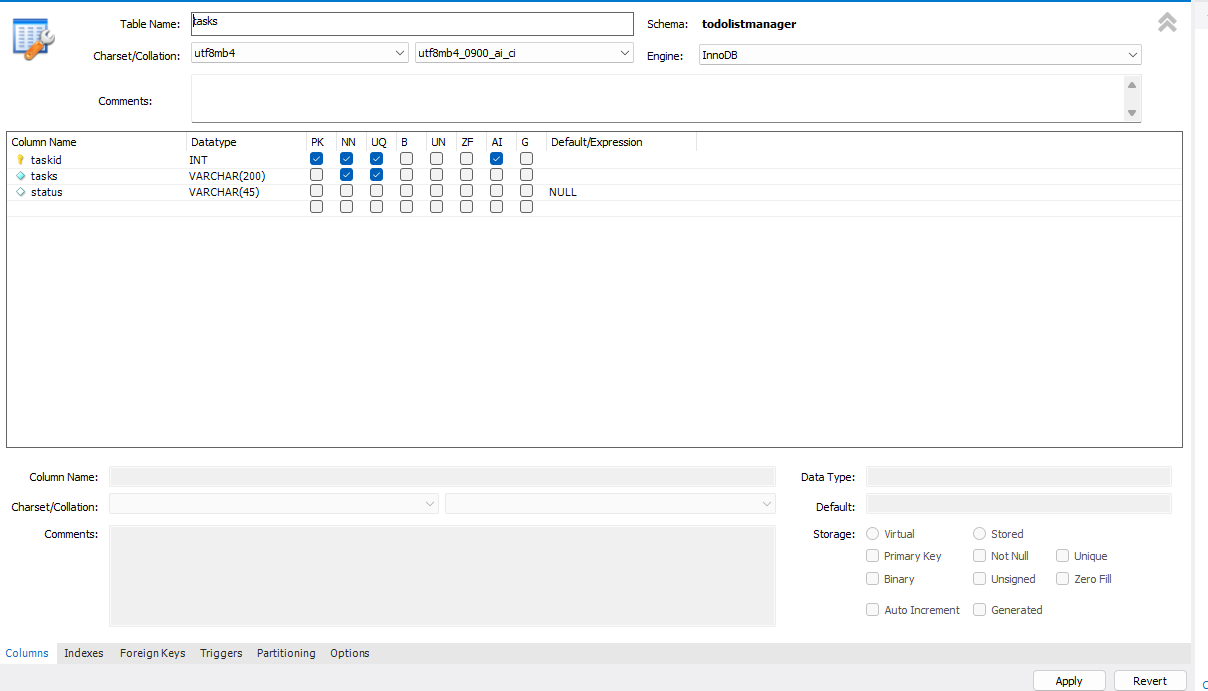 Table Name: tasks Schema: todolistmanager
Charset/Collation: utf8mb4 utf8mb4_0900_ai_ci Engine: InnoDB
Comments:
Column Name Datatype PK NN UQ B UN ZF AI G Default/Expression
taskid INT
tasks VARCHAR(200)
status VARCHAR(45) NULL
Column Name: Data Type:
Charset/Collation: Default:
Comments: Storage: Virtual Stored
Primary Key Not Null Unique
Binary Unsigned Zero Fill
Auto Increment Generated
Columns Indexes Foreign Keys Triggers Partitioning Options
Apply Revert